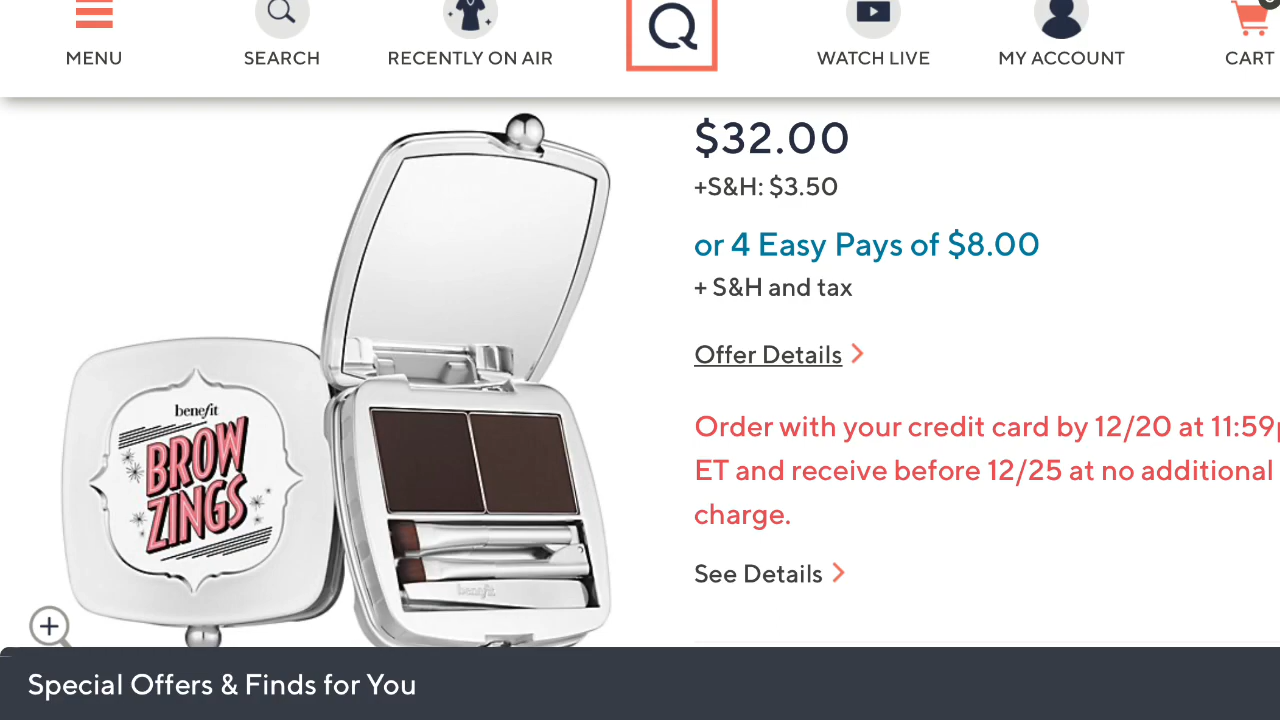 MENU
SEARCH
RECENTLY ON AIR
Q
WATCH LIVE
MY ACCOUNT
CART
$32.00
+S&H: $3.50
or 4 Easy Pays of $8.00
+ S&H and tax
Offer Details
Order with your credit card by 12/20 at 11:59p
ET and receive before 12/25 at no additional
charge.
See Details
benefit
BROW
ZINGS
benefit
Special Offers & Finds for You